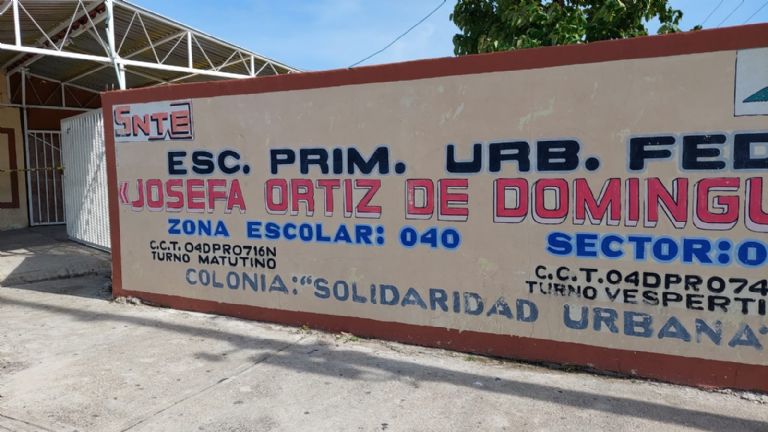 SNTE
ESC. PRIM. URB. FED
«JOSEFA ORTIZ DE DOMINGU
ZONA ESCOLAR: 040
SECTOR: 0
C.C.T. 04DPR0716N
TURNO MATUTINO
C.C.T. 04DPR074
TURNO VESPERTI
COLONIA: "SOLIDARIDAD URBANA"